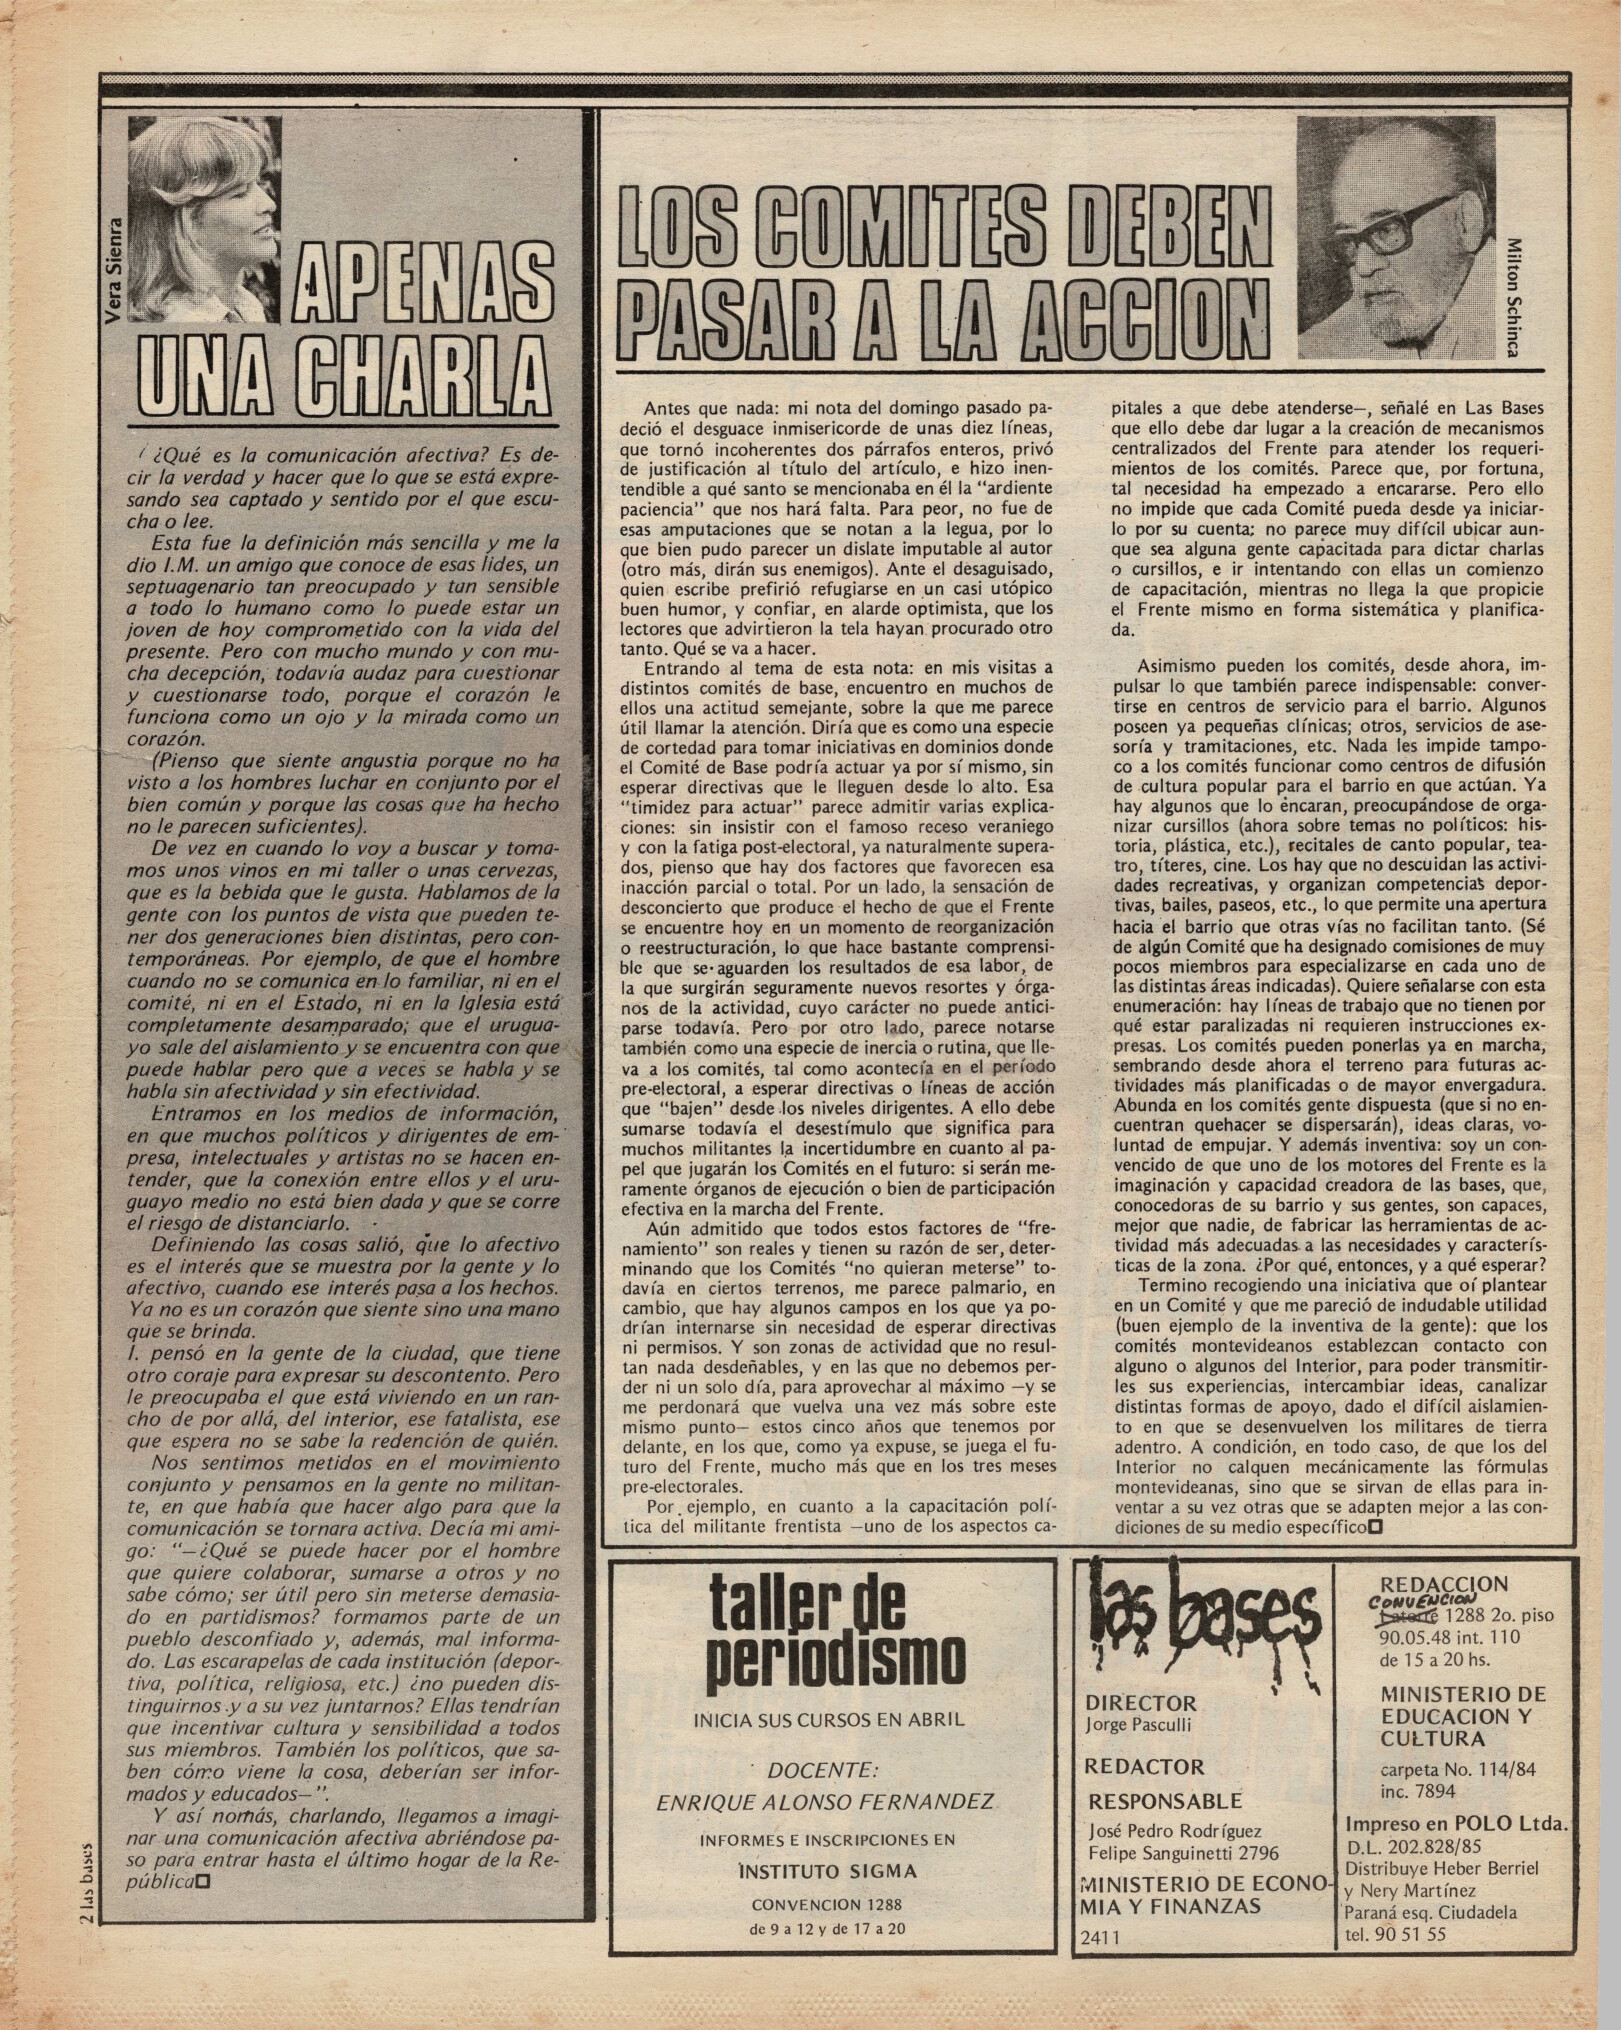 Vera Sienra
APENAS
UNA CHARLA
¿Qué es la comunicación afectiva? Es de-
cir la verdad y hacer que lo que se está expre-
sando sea captado y sentido por el que escu-
cha o lee.
Esta fue la definición más sencilla y me la
dio I.M. un amigo que conoce de esas lides, un
septuagenario tan preocupado y tan sensible
a todo lo humano como lo puede estar un
joven de hoy comprometido con la vida del
presente. Pero con mucho mundo y con mu-
cha decepción, todavía audaz para cuestionar
y cuestionarse todo, porque el corazón le
funciona como un ojo y la mirada como un
corazón.
(Pienso que siente angustia porque no ha
visto a los hombres luchar en conjunto por el
bien común y porque las cosas que ha hecho
no le parecen suficientes).
De vez en cuando lo voy a buscar y toma-
mos unos vinos en mi taller o unas cervezas,
que es la bebida que le gusta. Hablamos de la
gente con los puntos de vista que pueden te-
ner dos generaciones bien distintas, pero con-
temporáneas. Por ejemplo, de que el hombre
cuando no se comunica en lo familiar, ni en el
comité, ni en el Estado, ni en la Iglesia está
completamente desamparado; que el urugua-
yo sale del aislamiento y se encuentra con que
puede hablar pero que a veces se habla y se
habla sin afectividad y sin efectividad.
Entramos en los medios de información,
en que muchos políticos y dirigentes de em-
presa, intelectuales y artistas no se hacen en-
tender, que la conexión entre ellos y el uru-
guayo medio no está bien dada y que se corre
el riesgo de distanciarlo.
Definiendo las cosas salió, que lo afectivo
es el interés que se muestra por la gente y lo
afectivo, cuando ese interés pasa a los hechos.
Ya no es un corazón que siente sino una mano
que se brinda.
I. pensó en la gente de la ciudad, que tiene
otro coraje para expresar su descontento. Pero
le preocupaba el que está viviendo en un ran-
cho de por allá, del interior, ese fatalista, ese
que espera no se sabe la redención de quién.
Nos sentimos metidos en el movimiento
conjunto y pensamos en la gente no militan-
te, en que había que hacer algo para que la
comunicación se tornara activa. Decía mi ami-
go: "—¿Qué se puede hacer por el hombre
que quiere colaborar, sumarse a otros y no
sabe cómo; ser útil pero sin meterse demasia-
do en partidismos? formamos parte de un
pueblo desconfiado y, además, mal informa-
do. Las escarapelas de cada institución (depor-
tiva, política, religiosa, etc.) ¿no pueden dis-
tinguirnos y a su vez juntarnos? Ellas tendrían
que incentivar cultura y sensibilidad a todos
sus miembros. También los políticos, que sa-
ben cómo viene la cosa, deberían ser infor-
mados y educados—".
Y así nomás, charlando, llegamos a imagi-
nar una comunicación afectiva abriéndose pa-
so para entrar hasta el último hogar de la Re-
pública
2 las bases
LOS COMITES DEBEN
PASAR A LA ACCION
Milton Schinca
Antes que nada: mi nota del domingo pasado pa-
deció el desguace inmisericorde de unas diez líneas,
que tornó incoherentes dos párrafos enteros, privó
de justificación al título del artículo, e hizo inen-
tendible a qué santo se mencionaba en él la "ardiente
paciencia" que nos hará falta. Para peor, no fue de
esas amputaciones que se notan a la legua, por lo
que bien pudo parecer un dislate imputable al autor
(otro más, dirán sus enemigos). Ante el desaguisado,
quien escribe prefirió refugiarse en un casi utópico
buen humor, y confiar, en alarde optimista, que los
lectores que advirtieron la tela hayan procurado otro
tanto. Qué se va a hacer.
Entrando al tema de esta nota: en mis visitas a
distintos comités de base, encuentro en muchos de
ellos una actitud semejante, sobre la que me parece
útil llamar la atención. Diría que es como una especie
de cortedad para tomar iniciativas en dominios donde
el Comité de Base podría actuar ya por sí mismo, sin
esperar directivas que le lleguen desde lo alto. Esa
"timidez para actuar" parece admitir varias explica-
ciones: sin insistir con el famoso receso veraniego
y con la fatiga post-electoral, ya naturalmente supera-
dos, pienso que hay dos factores que favorecen esa
inacción parcial o total. Por un lado, la sensación de
desconcierto que produce el hecho de que el Frente
se encuentre hoy en un momento de reorganización
o reestructuración, lo que hace bastante comprensi-
ble que se aguarden los resultados de esa labor, de
la que surgirán seguramente nuevos resortes y órga-
nos de la actividad, cuyo carácter no puede antici-
parse todavía. Pero por otro lado, parece notarse
también como una especie de inercia o rutina, que lle-
va a los comités, tal como acontecía en el período
pre-electoral, a esperar directivas o líneas de acción
que "bajen" desde los niveles dirigentes. A ello debe
sumarse todavía el desestímulo que significa para
muchos militantes la incertidumbre en cuanto al pa-
pel que jugarán los Comités en el futuro: si serán me-
ramente órganos de ejecución o bien de participación
efectiva en la marcha del Frente.
Aún admitido que todos estos factores de "fre-
namiento" son reales y tienen su razón de ser, deter-
minando que los Comités "no quieran meterse" to-
davía en ciertos terrenos, me parece palmario, en
cambio, que hay algunos campos en los que ya po-
drían internarse sin necesidad de esperar directivas
ni permisos. Y son zonas de actividad que no resul-
tan nada desdeñables, y en las que no debemos per-
der ni un solo día, para aprovechar al máximo —y se
me perdonará que vuelva una vez más sobre este
mismo punto— estos cinco años que tenemos por
delante, en los que, como ya expuse, se juega el fu-
turo del Frente, mucho más que en los tres meses
pre-electorales.
Por ejemplo, en cuanto a la capacitación polí-
tica del militante frentista —uno de los aspectos ca-
pitales a que debe atenderse—, señalé en Las Bases
que ello debe dar lugar a la creación de mecanismos
centralizados del Frente para atender los requeri-
mientos de los comités. Parece que, por fortuna,
tal necesidad ha empezado a encararse. Pero ello
no impide que cada Comité pueda desde ya iniciar-
lo por su cuenta: no parece muy difícil ubicar aun-
que sea alguna gente capacitada para dictar charlas
o cursillos, e ir intentando con ellas un comienzo
de capacitación, mientras no llega la que propicie
el Frente mismo en forma sistemática y planifica-
da.
Asimismo pueden los comités, desde ahora, im-
pulsar lo que también parece indispensable: conver-
tirse en centros de servicio para el barrio. Algunos
poseen ya pequeñas clínicas; otros, servicios de ase-
soría y tramitaciones, etc. Nada les impide tampo-
co a los comités funcionar como centros de difusión
de cultura popular para el barrio en que actúan. Ya
hay algunos que lo encaran, preocupándose de orga-
nizar cursillos (ahora sobre temas no políticos: his-
toria, plástica, etc.), recitales de canto popular, tea-
tro, títeres, cine. Los hay que no descuidan las activi-
dades recreativas, y organizan competencias depor-
tivas, bailes, paseos, etc., lo que permite una apertura
hacia el barrio que otras vías no facilitan tanto. (Sé
de algún Comité que ha designado comisiones de muy
pocos miembros para especializarse en cada uno de
las distintas áreas indicadas). Quiere señalarse con esta
enumeración: hay líneas de trabajo que no tienen por
qué estar paralizadas ni requieren instrucciones ex-
presas. Los comités pueden ponerlas ya en marcha,
sembrando desde ahora el terreno para futuras ac-
tividades más planificadas o de mayor envergadura.
Abunda en los comités gente dispuesta (que si no en-
cuentran quehacer se dispersarán), ideas claras, vo-
luntad de empujar. Y además inventiva: soy un con-
vencido de que uno de los motores del Frente es la
imaginación y capacidad creadora de las bases, que,
conocedoras de su barrio y sus gentes, son capaces,
mejor que nadie, de fabricar las herramientas de ac-
tividad más adecuadas a las necesidades y caracterís-
ticas de la zona. ¿Por qué, entonces, y a qué esperar?
Termino recogiendo una iniciativa que oí plantear
en un Comité y que me pareció de indudable utilidad
(buen ejemplo de la inventiva de la gente): que los
comités montevideanos establezcan contacto con
alguno o algunos del Interior, para poder transmitir-
les sus experiencias, intercambiar ideas, canalizar
distintas formas de apoyo, dado el difícil aislamien-
to en que se desenvuelven los militares de tierra
adentro. A condición, en todo caso, de que los del
Interior no calquen mecánicamente las fórmulas
montevideanas, sino que se sirvan de ellas para in-
ventar a su vez otras que se adapten mejor a las con-
diciones de su medio específico
taller de
periodismo
INICIA SUS CURSOS EN ABRIL
DOCENTE:
ENRIQUE ALONSO FERNANDEZ
INFORMES E INSCRIPCIONES EN
INSTITUTO SIGMA
CONVENCION 1288
de 9 a 12 y de 17 a 20
las bases
DIRECTOR
Jorge Pasculli
REDACTOR
RESPONSABLE
José Pedro Rodríguez
Felipe Sanguinetti 2796
MINISTERIO DE ECONO-
MIA Y FINANZAS
2411
REDACCION
CONVENCION
1288 2o. piso
90.05.48 int. 110
de 15 a 20 hs.
MINISTERIO DE
EDUCACION Y
CULTURA
carpeta No. 114/84
inc. 7894
Impreso en POLO Ltda.
D.L. 202.828/85
Distribuye Heber Berriel
y Nery Martínez
Paraná esq. Ciudadela
tel. 90 51 55